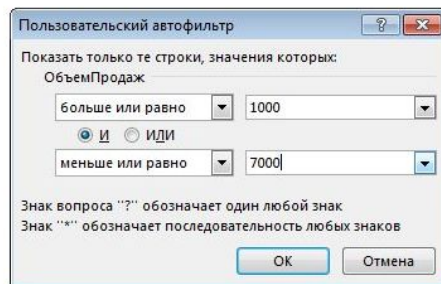 Пользовательский автофильтр
Показать только те строки, значения которых:
ОбъемПродаж
больше или равно 1000
И ИЛИ
меньше или равно 7000
Знак вопроса "?" обозначает один любой знак
Знак "*" обозначает последовательность любых знаков
ОК Отмена